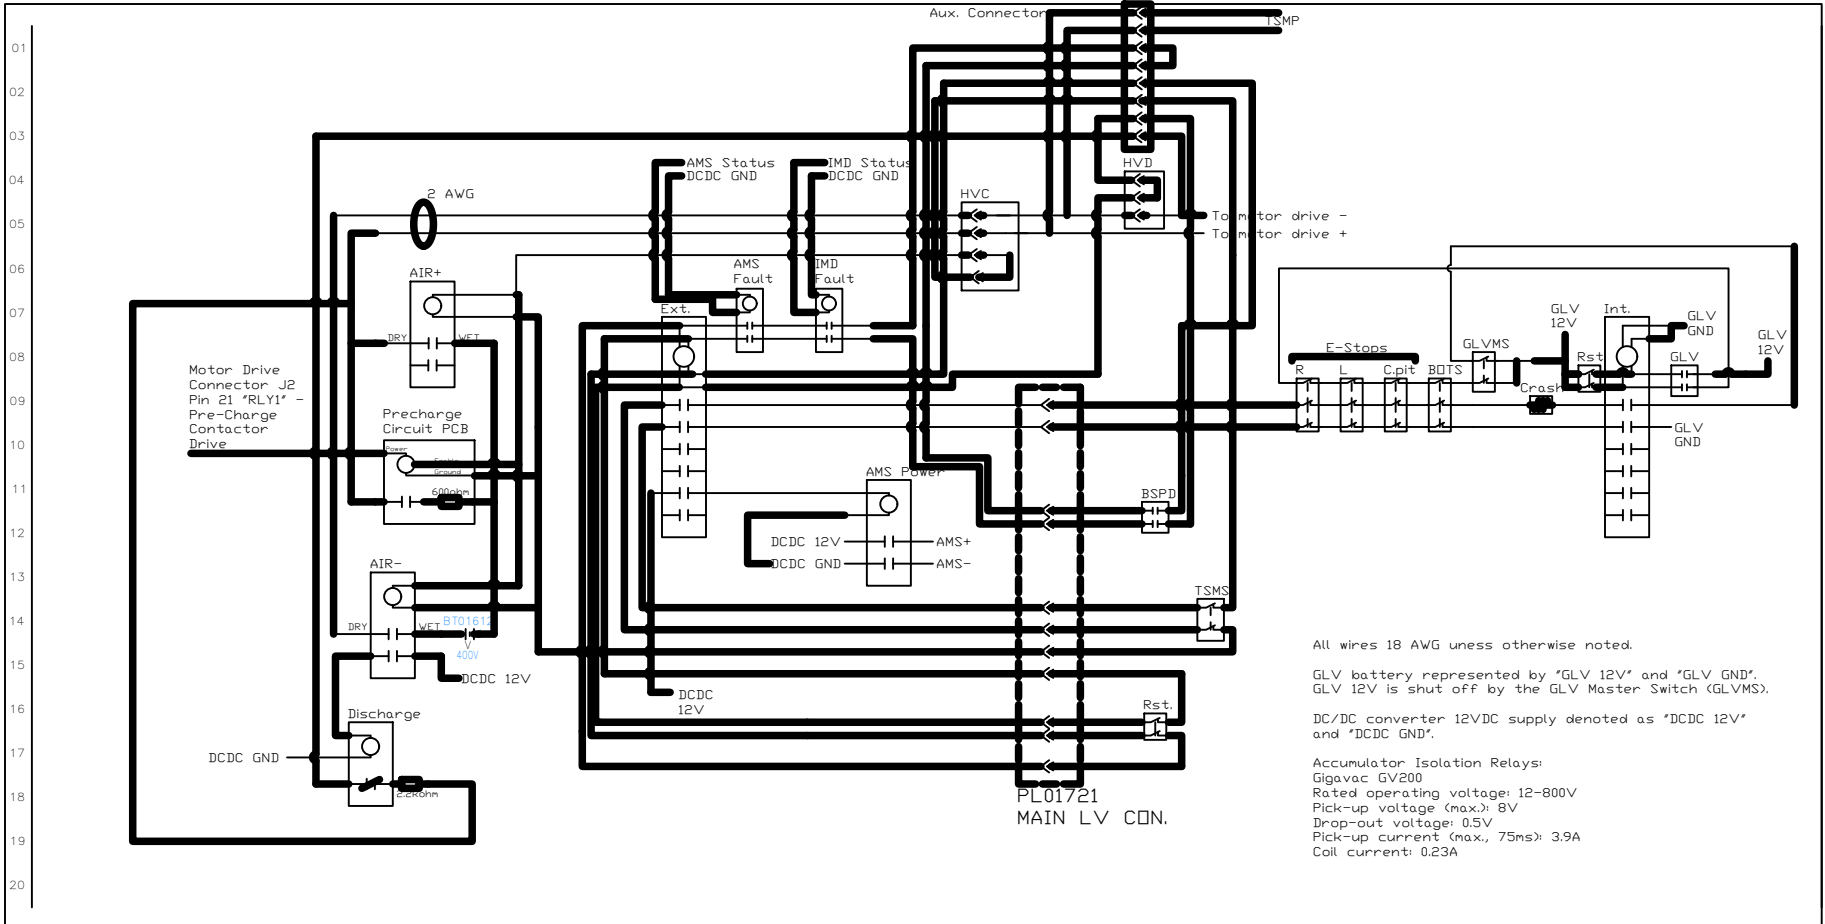 Aux. Connector
TSMP
01
02
03
04
05
06
07
08
09
10
11
12
13
14
15
16
17
18
19
20
AMS Status
DCDC GND
IMD Status
DCDC GND
HVD
2 AWG
HVC
To motor drive -
To motor drive +
AIR+
AMS
Fault
IMD
Fault
Ext.
DRY
WET
GLV
12V
Int.
GLV
GND
GLV
12V
E-Stops
GLVMS
Rst
GLV
R
L
C.pit
BOTS
Crash
GLV
GND
Motor Drive
Connector J2
Pin 21 "RLY1" -
Pre-Charge
Contactor
Drive
Precharge
Circuit PCB
Power
Enable
Ground
600ohm
AMS Power
BSPD
DCDC 12V
AMS+
DCDC GND
AMS-
AIR-
TSMS
DRY
WET
BT01612
V
400V
DCDC 12V
DCDC
12V
Rst.
Discharge
DCDC GND
2.2Kohm
PL01721
MAIN LV CON.
All wires 18 AWG unless otherwise noted.
GLV battery represented by "GLV 12V" and "GLV GND".
GLV 12V is shut off by the GLV Master Switch (GLVMS).
DC/DC converter 12VDC supply denoted as "DCDC 12V"
and "DCDC GND".
Accumulator Isolation Relays:
Gigavac GV200
Rated operating voltage: 12-800V
Pick-up voltage (max.): 8V
Drop-out voltage: 0.5V
Pick-up current (max., 75ms): 3.9A
Coil current: 0.23A